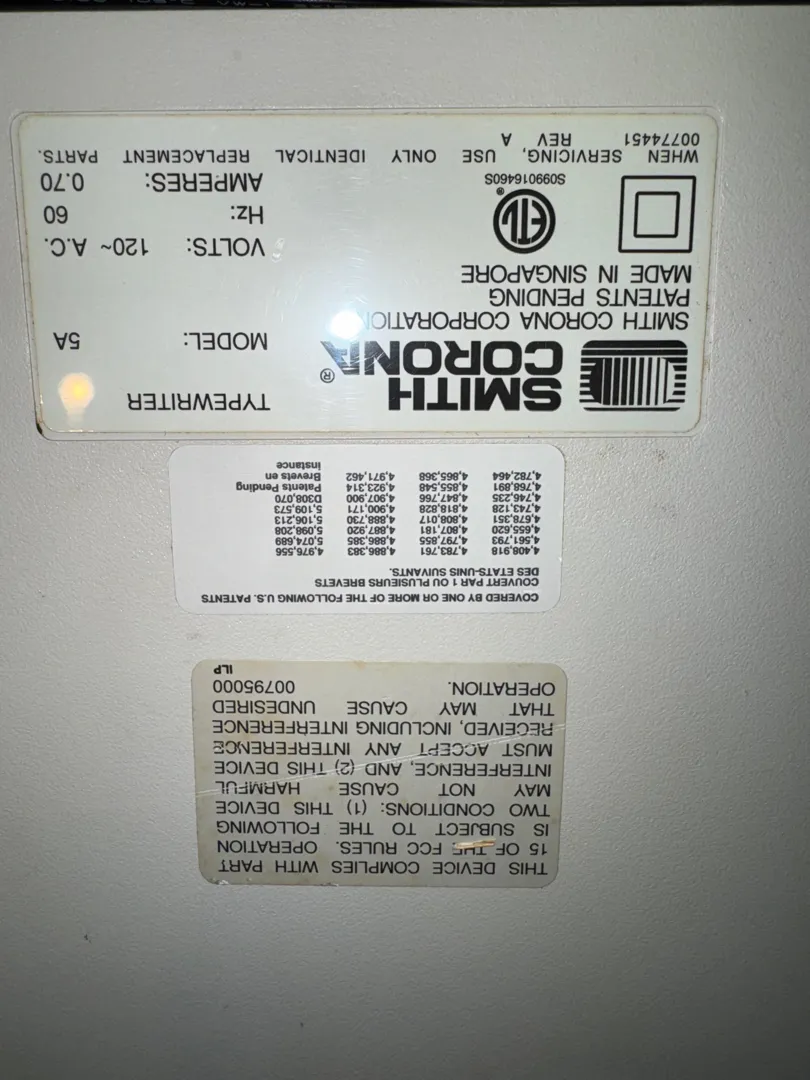 THIS DEVICE COMPLIES WITH PART
15 OF THE FCC RULES. OPERATION
IS SUBJECT TO THE FOLLOWING
TWO CONDITIONS: (1) THIS DEVICE
MAY NOT CAUSE HARMFUL
INTERFERENCE, AND (2) THIS DEVICE
MUST ACCEPT ANY INTERFERENCE
RECEIVED, INCLUDING INTERFERENCE
THAT MAY CAUSE UNDESIRED
OPERATION. 00795000
ILP
COVERED BY ONE OR MORE OF THE FOLLOWING U.S. PATENTS
COUVERT PAR 1 OU PLUSIEURS BREVETS
DES ETATS-UNIS SUIVANTS.
4,408,918 4,783,761 4,886,383 4,976,556
4,561,793 4,797,855 4,886,385 5,074,689
4,655,620 4,807,181 4,887,920 5,098,208
4,678,351 4,808,017 4,888,730 5,106,213
4,743,128 4,818,828 4,900,171 5,109,573
4,746,235 4,847,766 4,907,900 D308,070
4,768,891 4,855,548 4,923,314 Patents Pending
4,782,464 4,865,368 4,971,462 Brevets en
instance
SMITH
CORONA®
TYPEWRITER
MODEL: 5A
SMITH CORONA CORPORATION
PATENTS PENDING
MADE IN SINGAPORE
VOLTS: 120~ A.C.
Hz: 60
AMPERES: 0.70
ETL®
S099016460S
WHEN SERVICING, USE ONLY IDENTICAL REPLACEMENT PARTS.
00774451 REV A